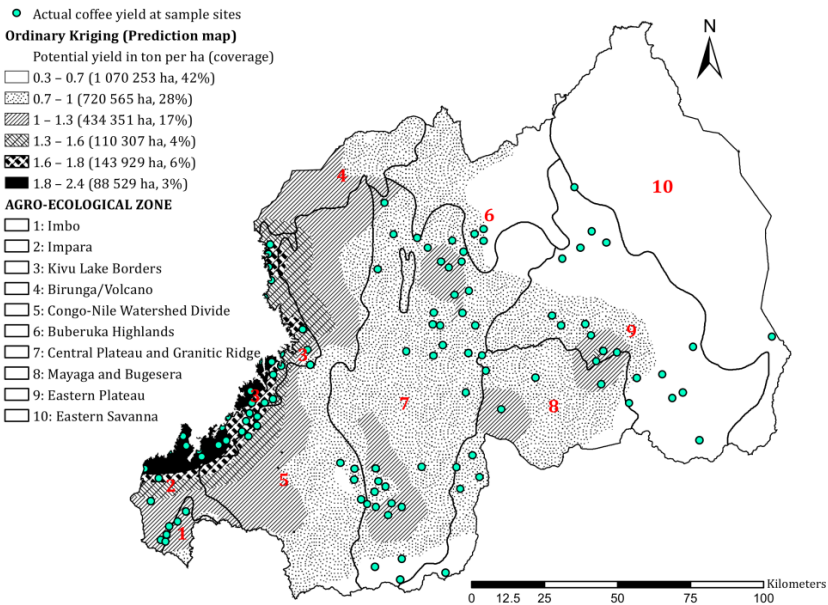 Actual coffee yield at sample sites
Ordinary Kriging (Prediction map)
Potential yield in ton per ha (coverage)
0.3 – 0.7 (1 070 253 ha, 42%)
0.7 – 1 (720 565 ha, 28%)
1 – 1.3 (434 351 ha, 17%)
1.3 – 1.6 (110 307 ha, 4%)
1.6 – 1.8 (143 929 ha, 6%)
1.8 – 2.4 (88 529 ha, 3%)
AGRO-ECOLOGICAL ZONE
1: Imbo
2: Impara
3: Kivu Lake Borders
4: Birunga/Volcano
5: Congo-Nile Watershed Divide
6: Buberuka Highlands
7: Central Plateau and Granitic Ridge
8: Mayaga and Bugesera
9: Eastern Plateau
10: Eastern Savanna
N
4
10
6
9
3
3
7
8
5
2
1
Kilometers
0 12.5 25 50 75 100